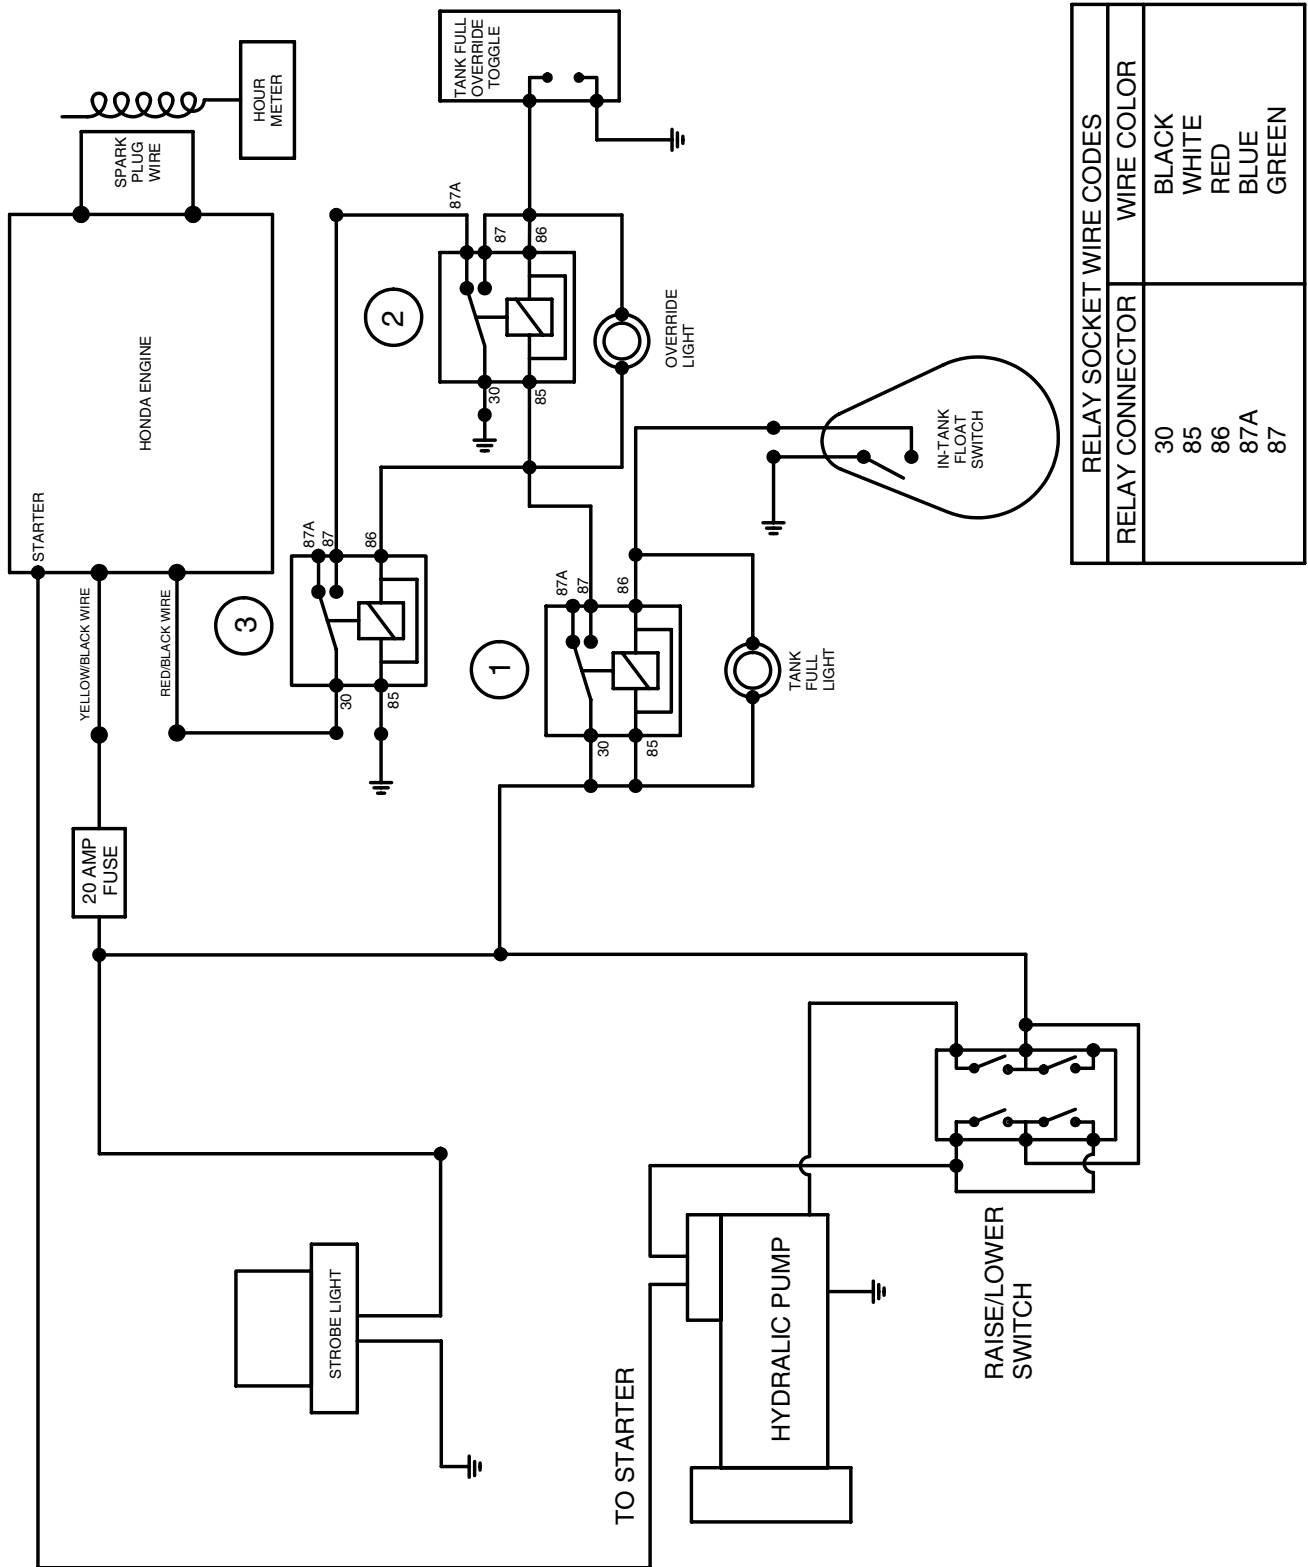 TANK FULL
OVERRIDE
TOGGLE
HOUR
METER
SPARK
PLUG
WIRE
HONDA ENGINE
STARTER
YELLOW/BLACK WIRE
RED/BLACK WIRE
20 AMP
FUSE
87A
87
86
2
30
85
OVERRIDE
LIGHT
87A
87
86
3
30
85
87A
87
86
1
30
85
TANK
FULL
LIGHT
IN-TANK
FLOAT
SWITCH
STROBE LIGHT
TO STARTER
HYDRALIC PUMP
RAISE/LOWER
SWITCH
RELAY SOCKET WIRE CODES
RELAY CONNECTOR WIRE COLOR
30 BLACK
85 WHITE
86 RED
87A BLUE
87 GREEN